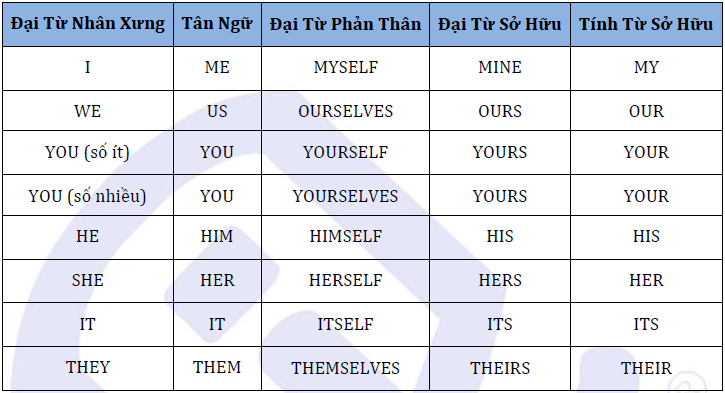 Đại Từ Nhân Xưng Tân Ngữ Đại Từ Phản Thân Đại Từ Sở Hữu Tính Từ Sở Hữu
I ME MYSELF MINE MY
WE US OURSELVES OURS OUR
YOU (số ít) YOU YOURSELF YOURS YOUR
YOU (số nhiều) YOU YOURSELVES YOURS YOUR
HE HIM HIMSELF HIS HIS
SHE HER HERSELF HERS HER
IT IT ITSELF ITS ITS
THEY THEM THEMSELVES THEIRS THEIR